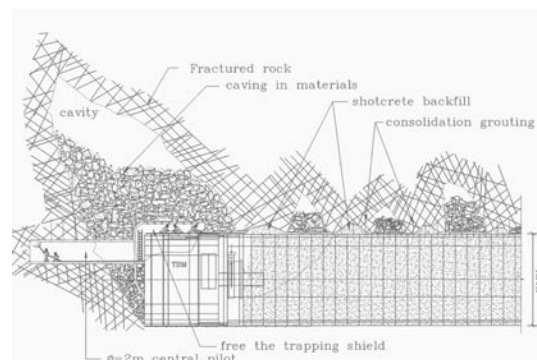 Fractured rock
caving in materials
cavity
shotcrete backfill
consolidation grouting
TBM
free the trapping shield
ø=2m central pilot